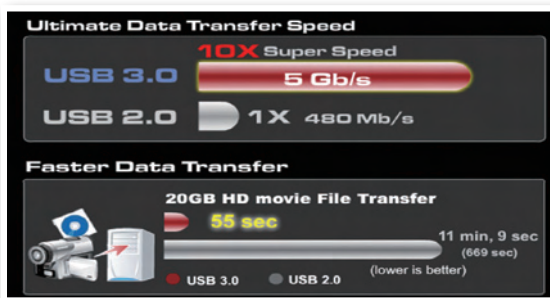 Ultimate Data Transfer Speed
10X Super Speed
USB 3.0
5 Gb/s
USB 2.0
1X 480 Mb/s
Faster Data Transfer
20GB HD movie File Transfer
55 sec
11 min, 9 sec
(669 sec)
(lower is better)
USB 3.0
USB 2.0